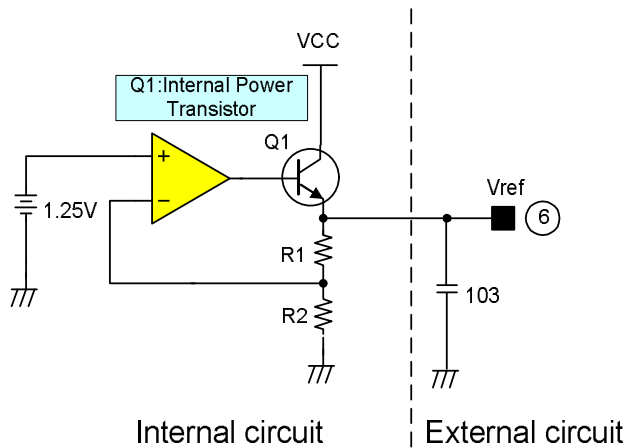 VCC
Q1:Internal Power
Transistor
Q1
+
−
1.25V
Vref
6
R1
R2
103
Internal circuit
External circuit